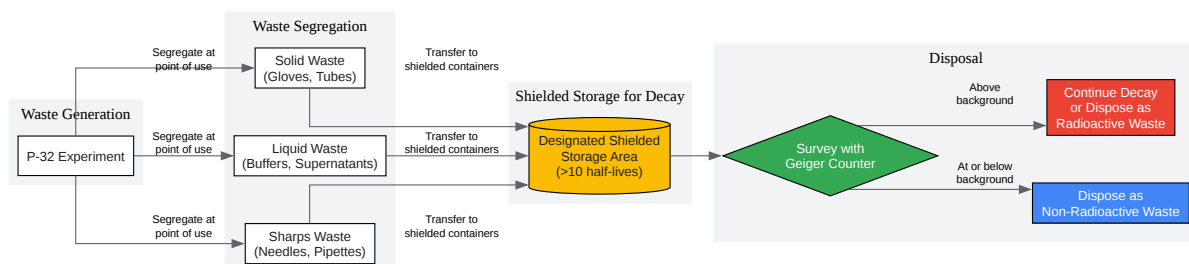 Waste Generation
P-32 Experiment
Segregate at
point of use
Segregate at
point of use
Segregate at
point of use
Waste Segregation
Solid Waste
(Gloves, Tubes)
Liquid Waste
(Buffers, Supernatants)
Sharps Waste
(Needles, Pipettes)
Transfer to
shielded containers
Transfer to
shielded containers
Transfer to
shielded containers
Shielded Storage for Decay
Designated Shielded
Storage Area
(>10 half-lives)
Disposal
Survey with
Geiger Counter
Above
background
At or below
background
Continue Decay
or Dispose as
Radioactive Waste
Dispose as
Non-Radioactive Waste